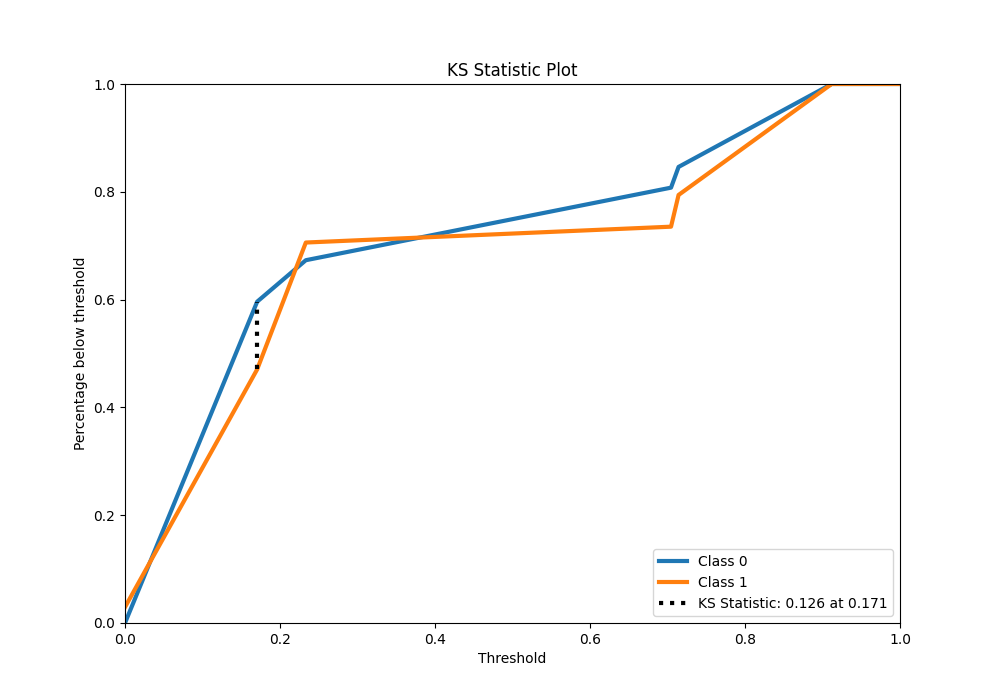 KS Statistic Plot
Percentage below threshold
1.0
0.8
0.6
0.4
0.2
0.0
0.0 0.2 0.4 0.6 0.8 1.0
Threshold
Class 0
Class 1
KS Statistic: 0.126 at 0.171